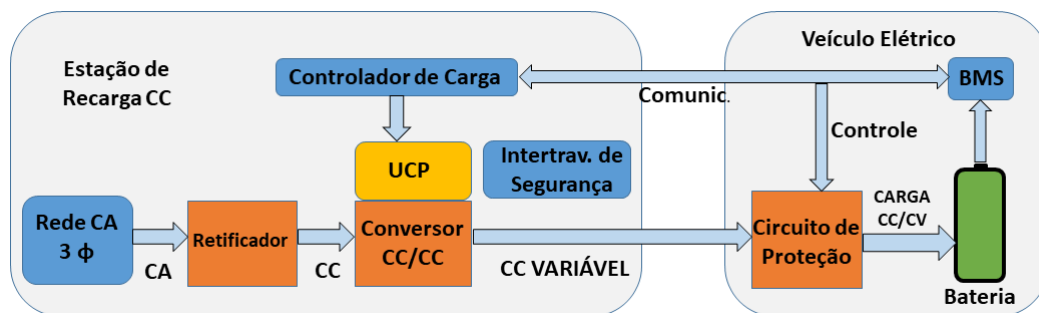 Estação de
Recarga CC
Controlador de Carga
Veículo Elétrico
BMS
Comunic.
Controle
UCP
Intertrav. de
Segurança
Rede CA
3 ф
CA
Retificador
CC
Conversor
CC/CC
CC VARIÁVEL
Circuito de
Proteção
CARGA
CC/CV
Bateria